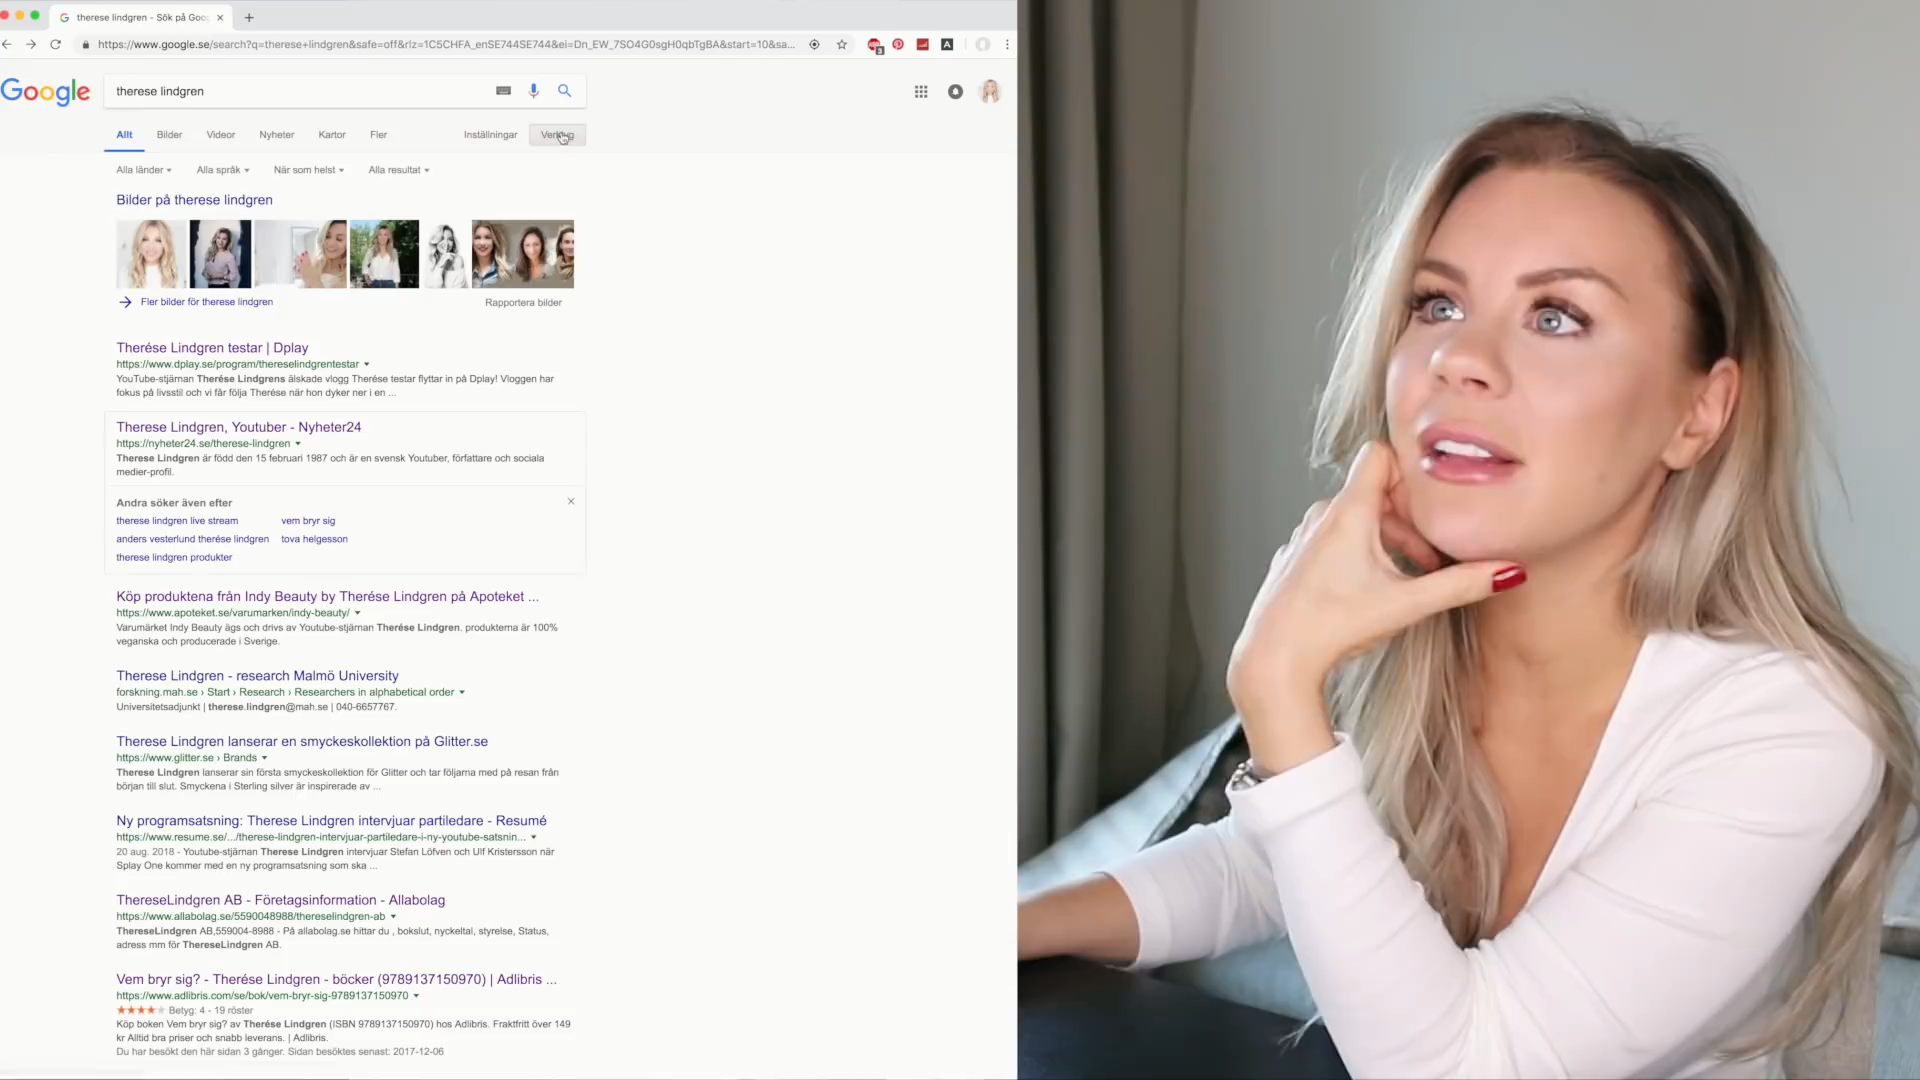 therese lindgren - Sök på Goo
https://www.google.se/search?q=therese+lindgren&safe=off&rlz=1C5CHFA_enSE744SE744&ei=Dn_EW_7SO4G0sgH0qbTgBA&start=10&sa...
Google
therese lindgren
Allt Bilder Videor Nyheter Kartor Fler Inställningar
Alla länder Alla språk När som helst Alla resultat
Bilder på therese lindgren
Fler bilder för therese lindgren Rapportera bilder
Therése Lindgren testar | Dplay
https://www.dplay.se/program/thereselindgrentestar
YouTube-stjärnan Therése Lindgrens älskade vlogg Therése testar flyttar in på Dplay! Vloggen har
fokus på livsstil och vi får följa Therése när hon dyker ner i en ...
Therese Lindgren, Youtuber - Nyheter24
https://nyheter24.se/therese-lindgren
Therese Lindgren är född den 15 februari 1987 och är en svensk Youtuber, författare och sociala
medier-profil.
Andra söker även efter
therese lindgren live stream vem bryr sig
anders vesterlund therése lindgren tova helgesson
therese lindgren produkter
Köp produktena från Indy Beauty by Therése Lindgren på Apoteket ...
https://www.apoteket.se/varumarken/indy-beauty/
Varumärket Indy Beauty ägs och drivs av Youtube-stjärnan Therése Lindgren. produkterna är 100%
veganska och producerade i Sverige.
Therese Lindgren - research Malmö University
forskning.mah.se › Start › Research › Researchers in alphabetical order
Universitetsadjunkt | therese.lindgren@mah.se | 040-6657767.
Therese Lindgren lanserar en smyckeskollektion på Glitter.se
https://www.glitter.se › Brands
Therese Lindgren lanserar sin första smyckeskollektion för Glitter och tar följarna med på resan från
början till slut. Smyckena i Sterling silver är inspirerade av ...
Ny programsatsning: Therese Lindgren intervjuar partiledare - Resumé
https://www.resume.se/.../therese-lindgren-intervjuar-partiledare-i-ny-youtube-satsnin...
20 aug. 2018 - Youtube-stjärnan Therese Lindgren intervjuar Stefan Löfven och Ulf Kristersson när
Splay One kommer med en ny programsatsning som ska ...
ThereseLindgren AB - Företagsinformation - Allabolag
https://www.allabolag.se/5590048988/thereselindgren-ab
ThereseLindgren AB,559004-8988 - På allabolag.se hittar du , bokslut, nyckeltal, styrelse, Status,
adress mm för ThereseLindgren AB.
Vem bryr sig? - Therése Lindgren - böcker (9789137150970) | Adlibris ...
https://www.adlibris.com/se/bok/vem-bryr-sig-9789137150970
Betyg: 4 - 19 röster
Köp boken Vem bryr sig? av Therése Lindgren (ISBN 9789137150970) hos Adlibris. Fraktfritt över 149
kr Alltid bra priser och snabb leverans. | Adlibris.
Du har besökt den här sidan 3 gånger. Sidan besöktes senast: 2017-12-06